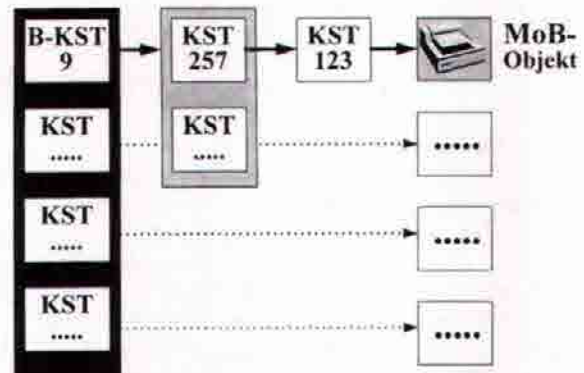 B-KST
9
KST
257
KST
123
MoB-
Objekt
KST
.....
KST
.....
.....
KST
.....
.....
KST
.....
.....